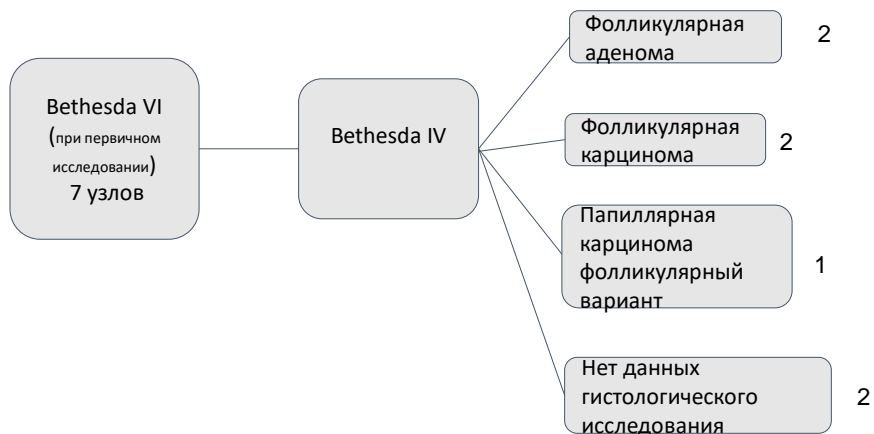 Bethesda VI
(при первичном
исследовании)
7 узлов
Bethesda IV
Фолликулярная
аденома
2
Фолликулярная
карцинома
2
Папиллярная
карцинома
фолликулярный
вариант
1
Нет данных
гистологического
исследования
2